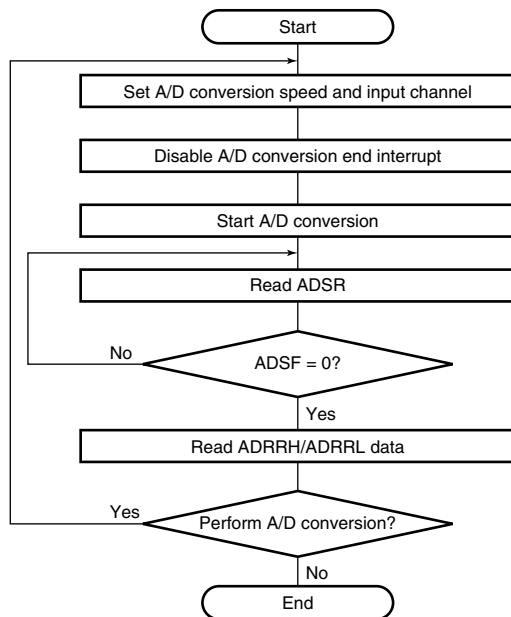 Start
Set A/D conversion speed and input channel
Disable A/D conversion end interrupt
Start A/D conversion
Read ADSR
No
ADSF = 0?
Yes
Read ADRRH/ADRRL data
Yes
Perform A/D conversion?
No
End